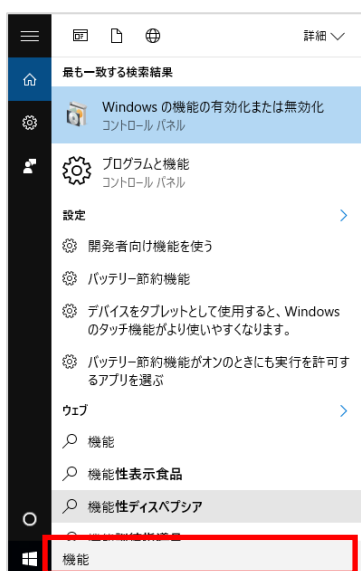 詳細
最も一致する検索結果
Windows の機能の有効化または無効化
コントロール パネル
プログラムと機能
コントロール パネル
設定
開発者向け機能を使う
バッテリー節約機能
デバイスをタブレットとして使用すると、Windows
のタッチ機能がより使いやすくなります。
バッテリー節約機能がオンのときにも実行を許可す
るアプリを選ぶ
ウェブ
機能
機能性表示食品
機能性ディスペプシア
機能